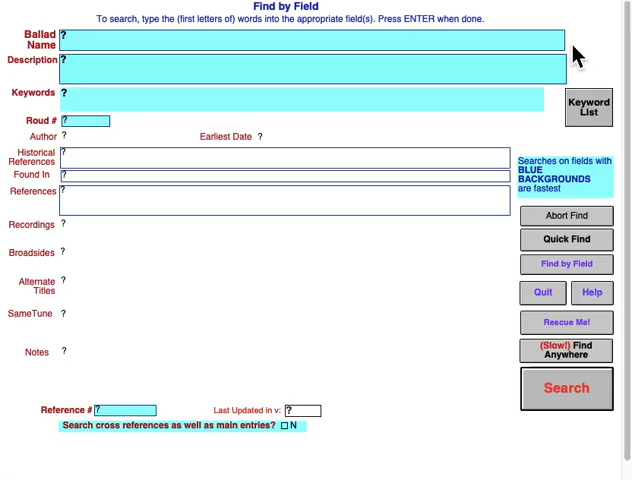 Find by Field
To search, type the (first letters of) words into the appropriate field(s). Press ENTER when done.
Ballad Name ?
Description ?
Keywords ?
Keyword List
Roud # ?
Author ? Earliest Date ?
Historical References ?
Found In ?
References ?
Recordings ?
Broadsides ?
Alternate Titles ?
SameTune ?
Notes ?
Searches on fields with
BLUE
BACKGROUNDS
are fastest
Abort Find
Quick Find
Find by Field
Quit Help
Rescue Me!
(Slow!) Find
Anywhere
Search
Reference # ? Last Updated in v: ?
Search cross references as well as main entries? N